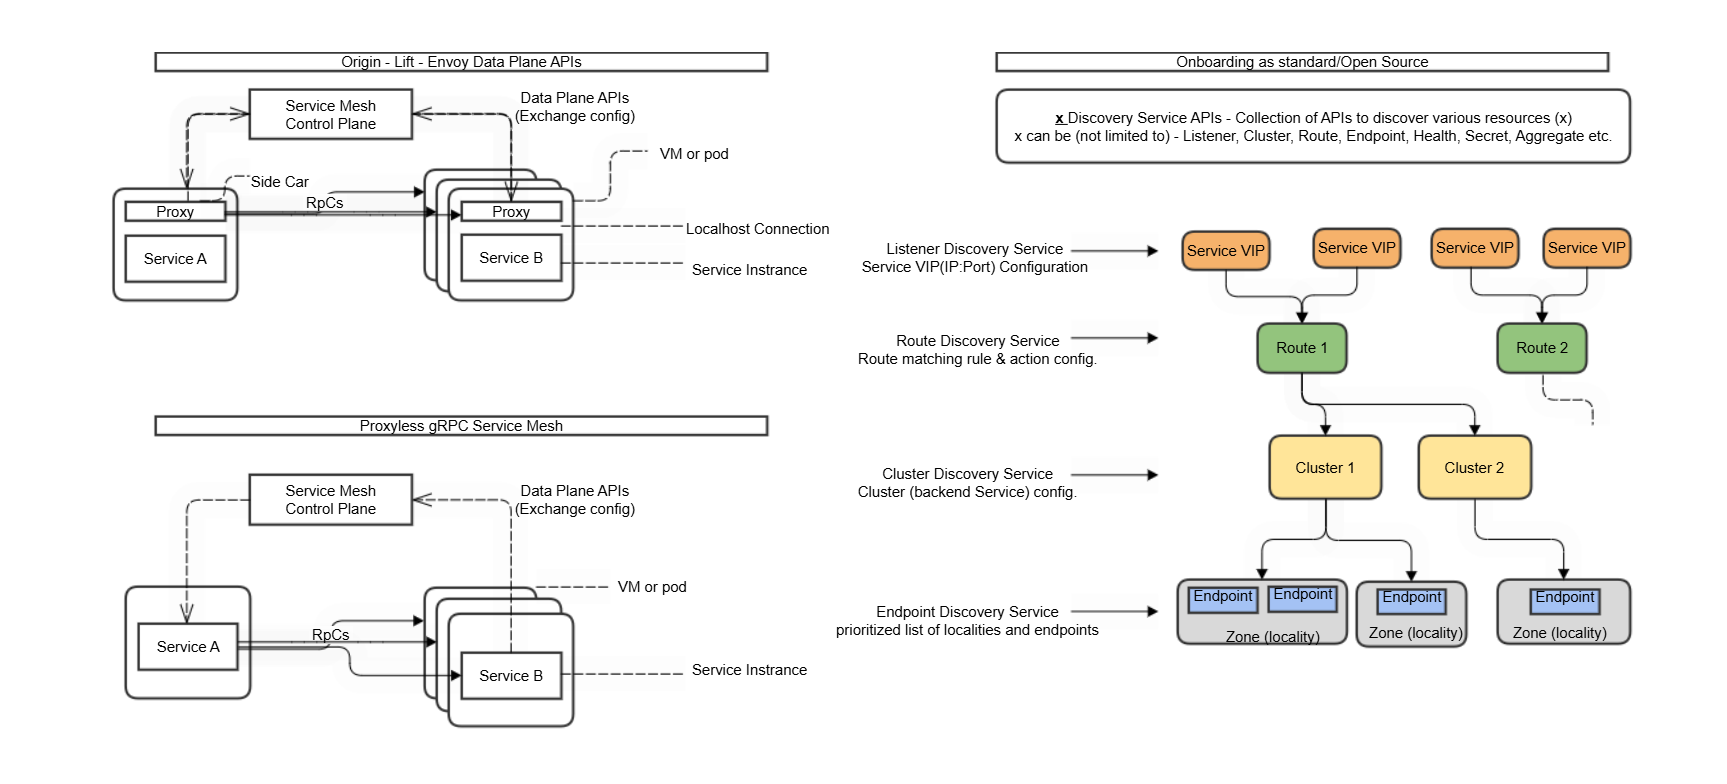 Origin - Lift - Envoy Data Plane APIs
Service Mesh
Control Plane
Data Plane APIs
(Exchange config)
VM or pod
Side Car
RpCs
Proxy
Service A
Proxy
Service B
Localhost Connection
Service Instrance
Proxyless gRPC Service Mesh
Service Mesh
Control Plane
Data Plane APIs
(Exchange config)
VM or pod
RpCs
Service A
Service B
Service Instrance
Onboarding as standard/Open Source
x Discovery Service APIs - Collection of APIs to discover various resources (x)
x can be (not limited to) - Listener, Cluster, Route, Endpoint, Health, Secret, Aggregate etc.
Listener Discovery Service
Service VIP(IP:Port) Configuration
Service VIP
Service VIP
Service VIP
Service VIP
Route Discovery Service
Route matching rule & action config.
Route 1
Route 2
Cluster Discovery Service
Cluster (backend Service) config.
Cluster 1
Cluster 2
Endpoint Discovery Service
prioritized list of localities and endpoints
Endpoint
Endpoint
Zone (locality)
Endpoint
Zone (locality)
Endpoint
Zone (locality)